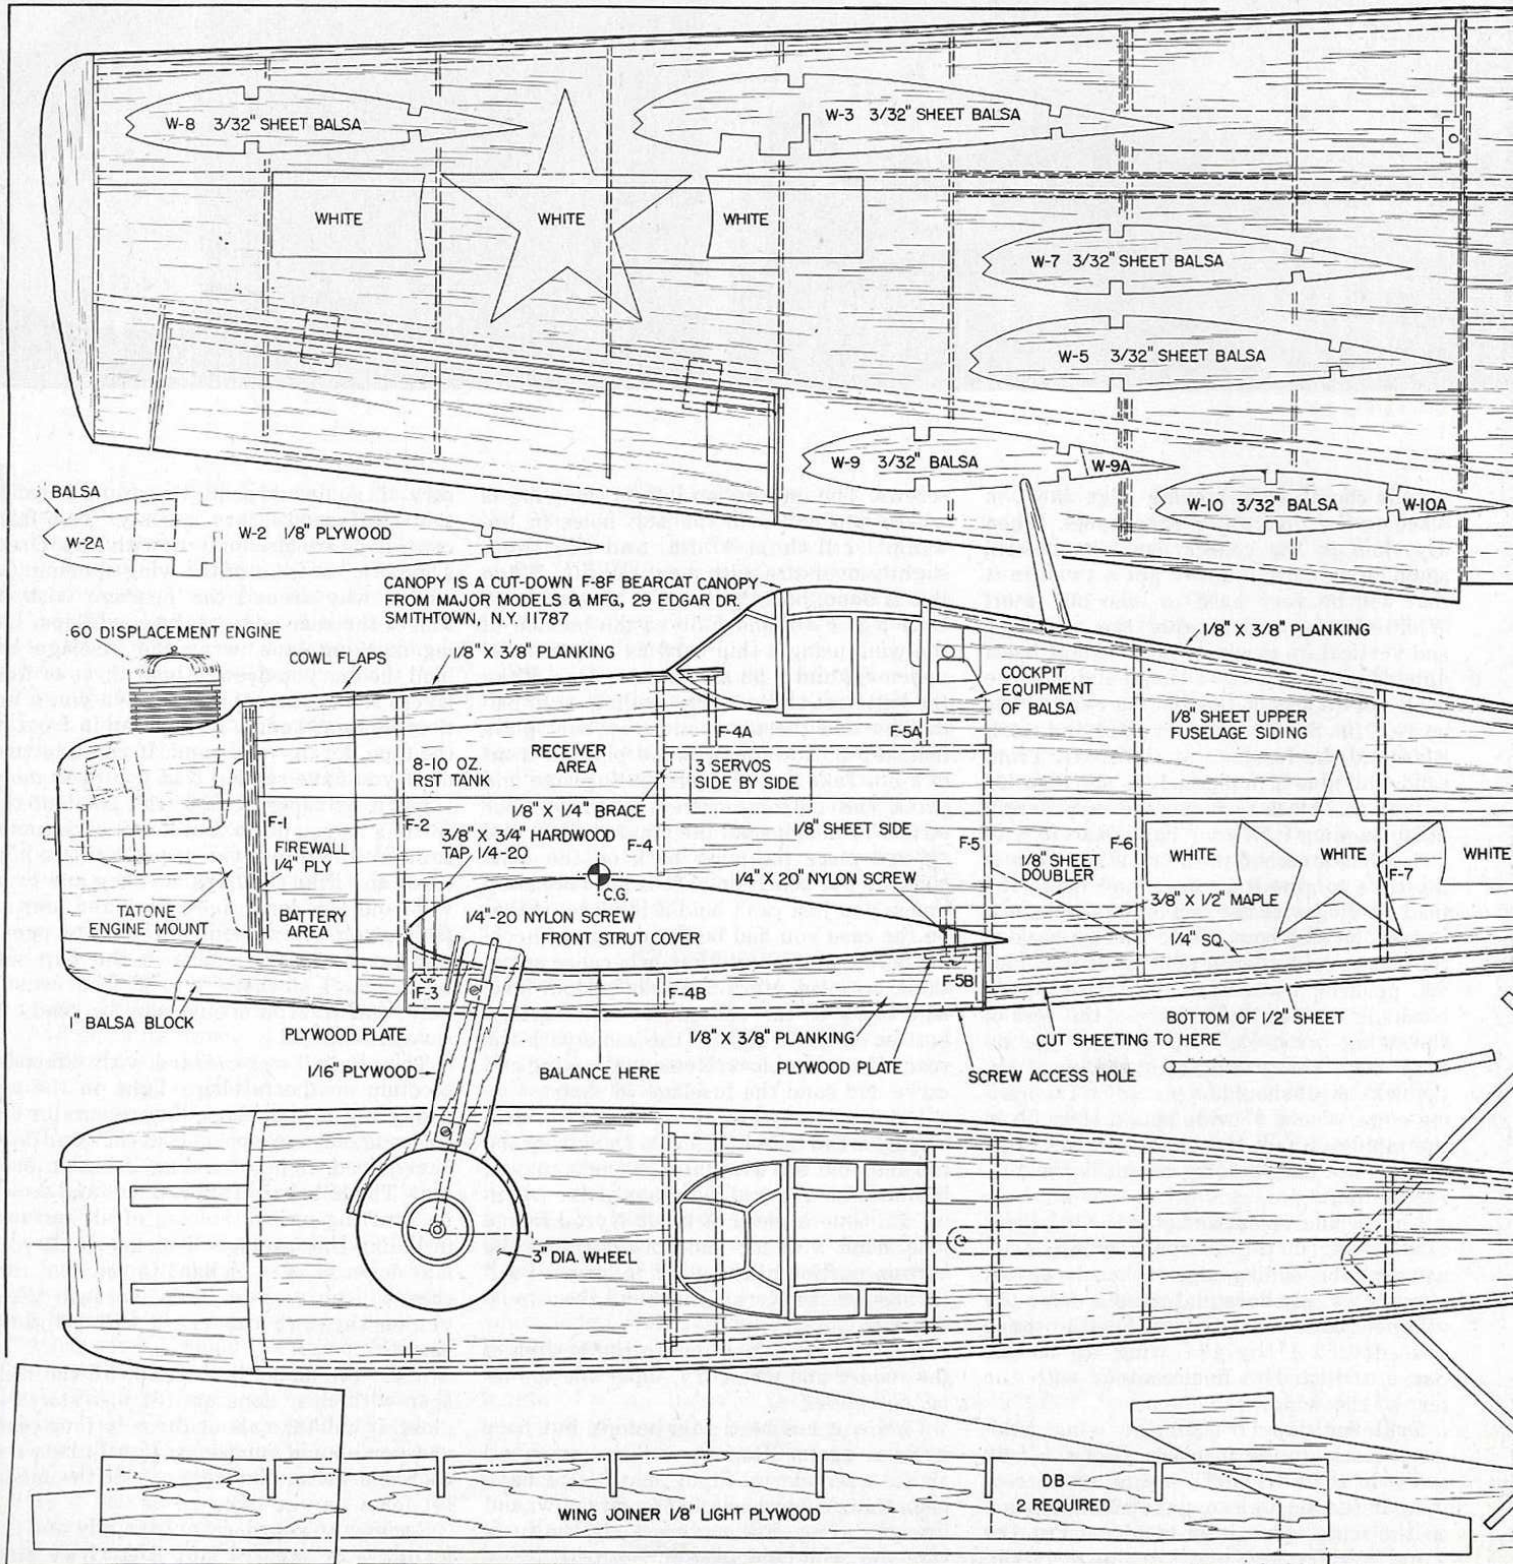 W-8 3/32" SHEET BALSA
W-3 3/32" SHEET BALSA
WHITE
WHITE
WHITE
W-7 3/32" SHEET BALSA
W-5 3/32" SHEET BALSA
W-9 3/32" BALSA
W-9A
W-10 3/32" BALSA
W-10A
BALSA
W-2A
W-2 1/8" PLYWOOD
CANOPY IS A CUT-DOWN F-8F BEARCAT CANOPY
FROM MAJOR MODELS & MFG, 29 EDGAR DR.
SMITHTOWN, N.Y. 11787
.60 DISPLACEMENT ENGINE
COWL FLAPS
1/8" X 3/8" PLANKING
1/8" X 3/8" PLANKING
COCKPIT
EQUIPMENT
OF BALSA
1/8" SHEET UPPER
FUSELAGE SIDING
F-4A
F-5A
RECEIVER
AREA
8-10 OZ.
RST TANK
3 SERVOS
SIDE BY SIDE
1/8" X 1/4" BRACE
1/8" SHEET SIDE
F-1
FIREWALL
1/4" PLY
F-2
3/8" X 3/4" HARDWOOD
TAP 1/4-20
F-4
F-5
F-6
1/8" SHEET
DOUBLER
WHITE
WHITE
WHITE
F-7
1/4" X 20" NYLON SCREW
3/8" X 1/2" MAPLE
C.G.
TATONE
ENGINE MOUNT
BATTERY
AREA
1/4"-20 NYLON SCREW
FRONT STRUT COVER
1/4" SQ.
F-3
F-4B
F-5B
1" BALSA BLOCK
PLYWOOD PLATE
1/8" X 3/8" PLANKING
BOTTOM OF 1/2" SHEET
CUT SHEETING TO HERE
1/16" PLYWOOD
BALANCE HERE
PLYWOOD PLATE
SCREW ACCESS HOLE
3" DIA. WHEEL
DB
2 REQUIRED
WING JOINER 1/8" LIGHT PLYWOOD